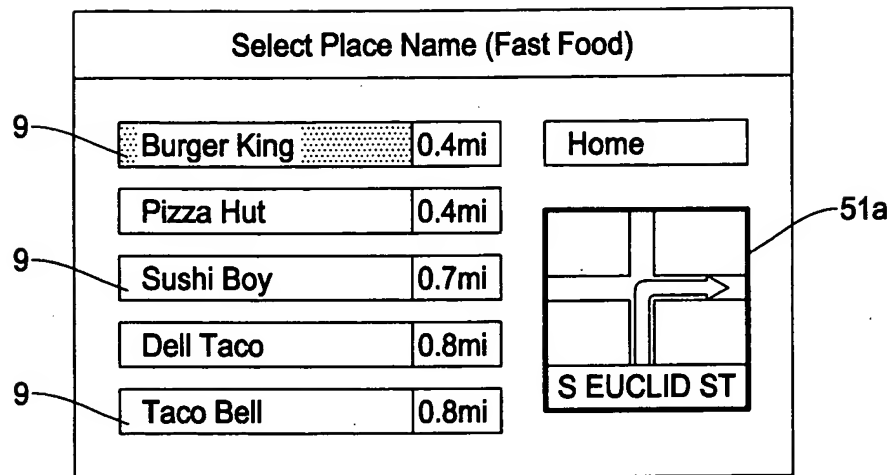 Select Place Name (Fast Food)
9
Burger King 0.4mi
Home
Pizza Hut 0.4mi
51a
9
Sushi Boy 0.7mi
Dell Taco 0.8mi
S EUCLID ST
9
Taco Bell 0.8mi